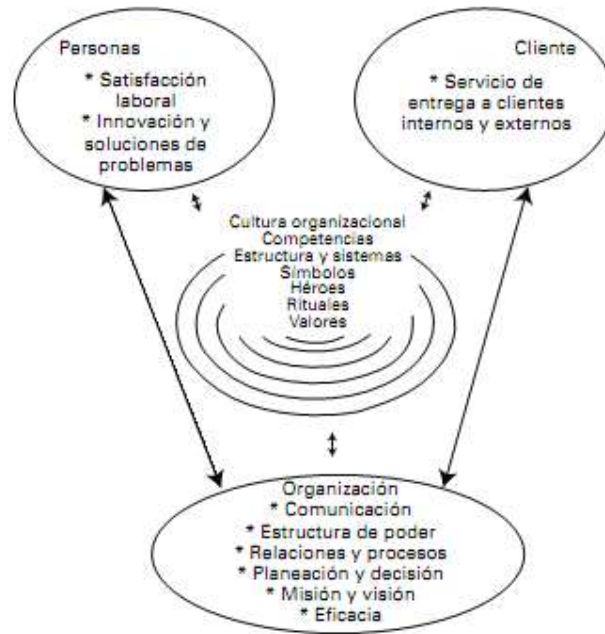 Personas
* Satisfacción
laboral
* Innovación y
soluciones de
problemas
Cliente
* Servicio de
entrega a clientes
internos y externos
Cultura organizacional
Competencias
Estructura y sistemas
Símbolos
Héroes
Rituales
Valores
Organización
* Comunicación
* Estructura de poder
* Relaciones y procesos
* Planeación y decisión
* Misión y visión
* Eficacia